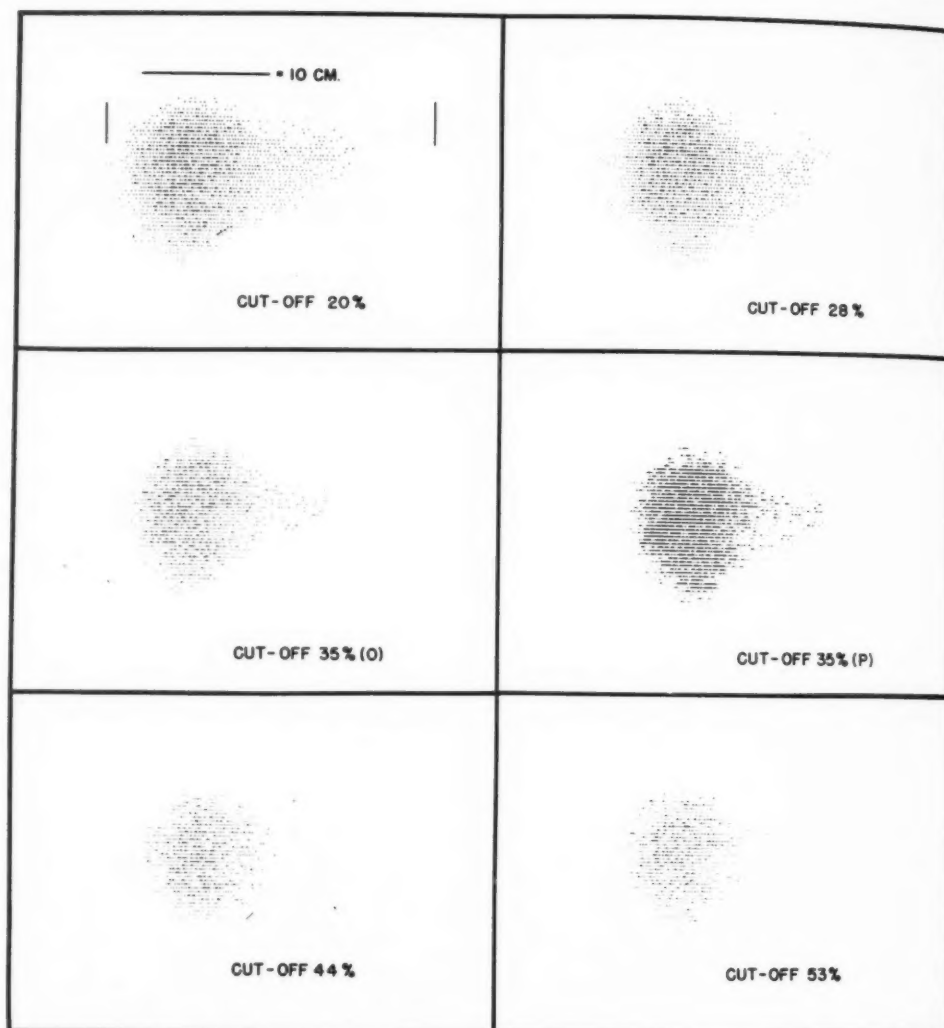 = 10 CM.
CUT-OFF 20%
CUT-OFF 28%
CUT-OFF 35% (O)
CUT-OFF 35% (P)
CUT-OFF 44%
CUT-OFF 53%